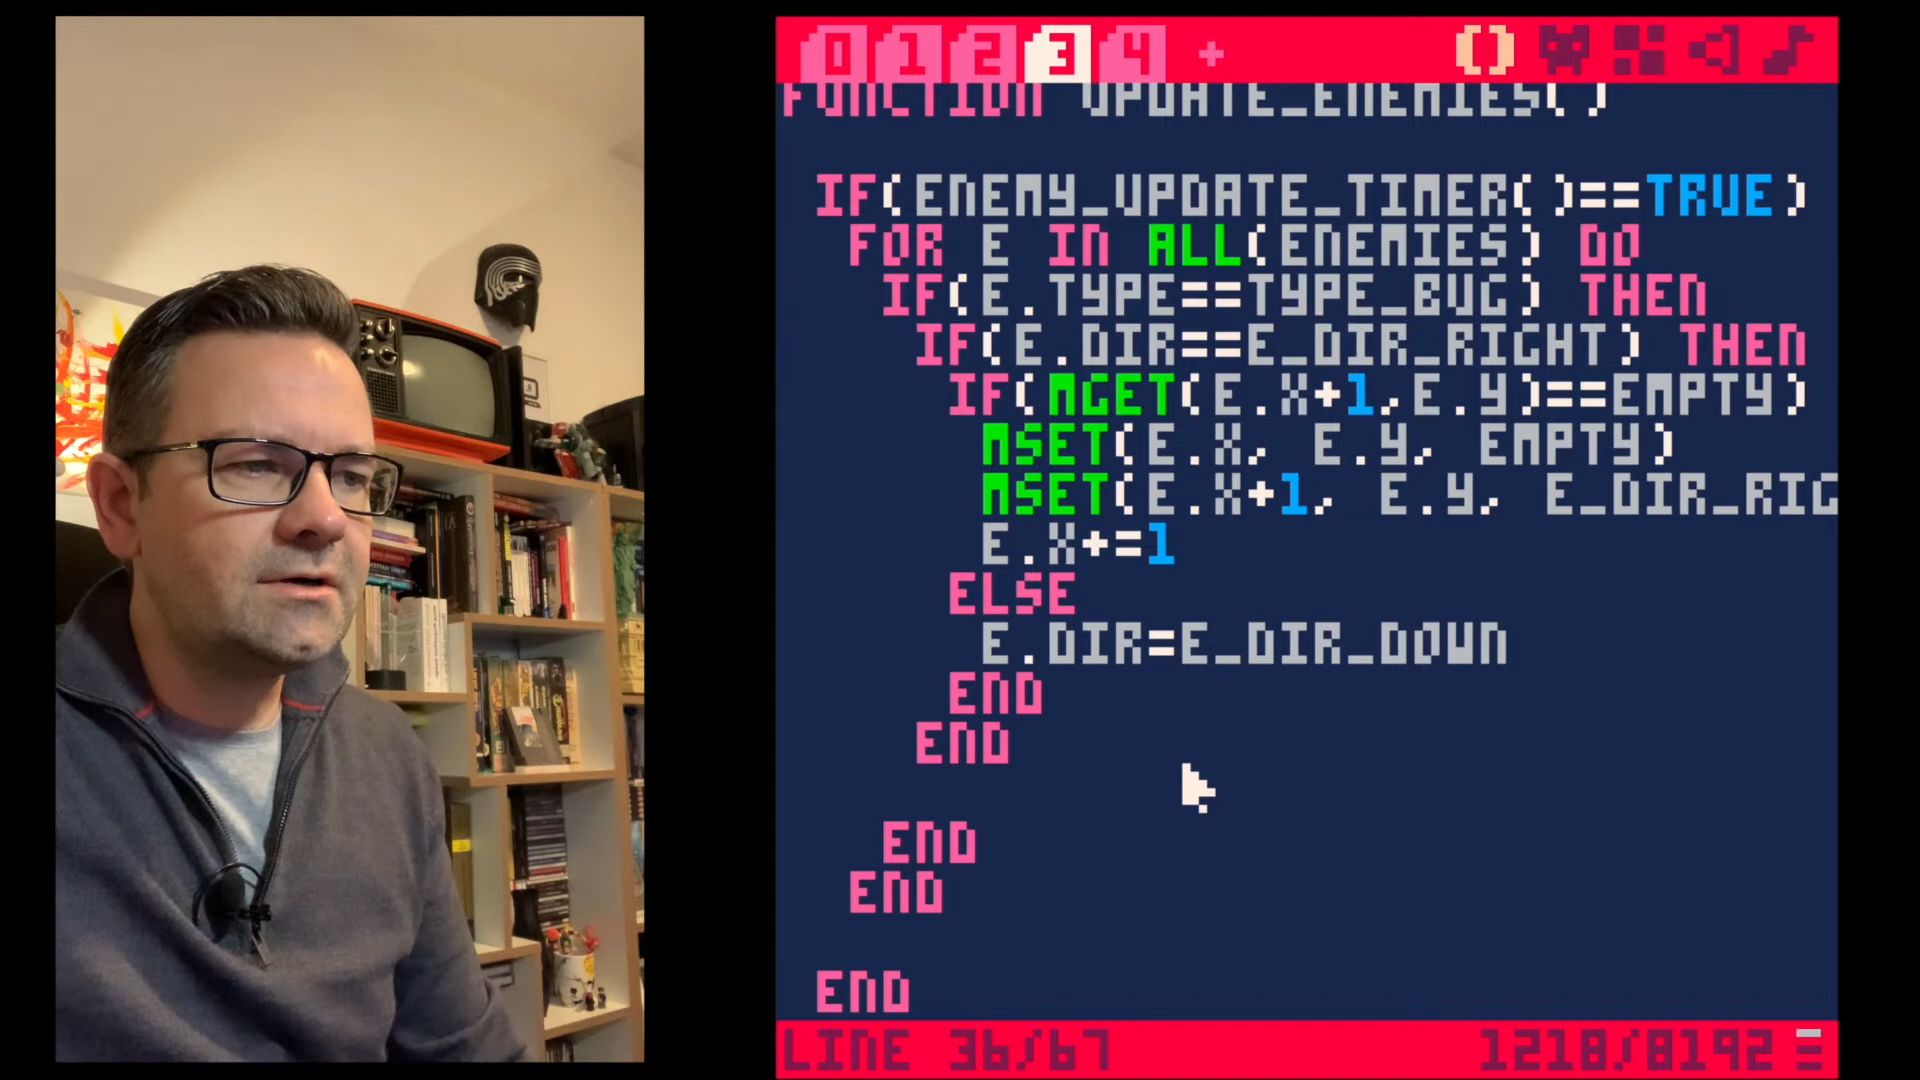 0 1 2 3 4 +
FUNCTION UPDATE_ENEMIES()
IF(ENEMY_UPDATE_TIMER()==TRUE)
FOR E IN ALL(ENEMIES) DO
IF(E.TYPE==TYPE_BUG) THEN
IF(E.DIR==E_DIR_RIGHT) THEN
IF(MGET(E.X+1,E.Y)==EMPTY)
MSET(E.X, E.Y, EMPTY)
MSET(E.X+1, E.Y, E_DIR_RIG
E.X+=1
ELSE
E.DIR=E_DIR_DOWN
END
END
END
END
END
LINE 36/67
1218/8192